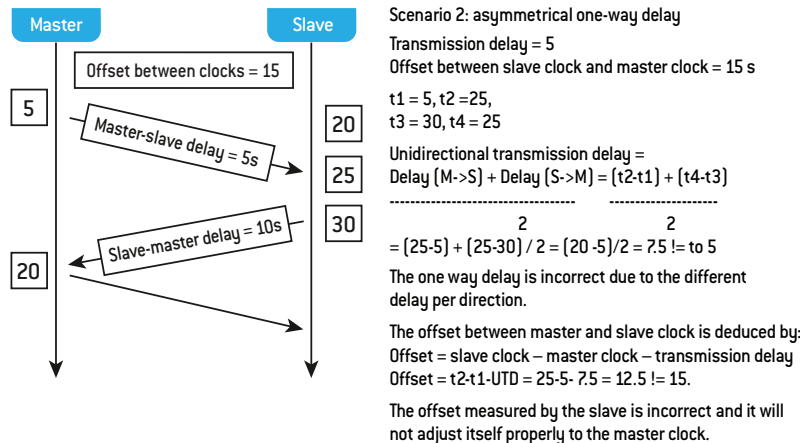 Master
Slave
Offset between clocks = 15
5
Master-slave delay = 5s
20
25
30
Slave-master delay = 10s
20
Scenario 2: asymmetrical one-way delay
Transmission delay = 5
Offset between slave clock and master clock = 15 s
t1 = 5, t2 =25,
t3 = 30, t4 = 25
Unidirectional transmission delay =
Delay (M->S) + Delay (S->M) = (t2-t1) + (t4-t3)
------------------------------------ ---------------------
2 2
= (25-5) + (25-30) / 2 = (20 -5)/2 = 7.5 != to 5
The one way delay is incorrect due to the different
delay per direction.
The offset between master and slave clock is deduced by:
Offset = slave clock – master clock – transmission delay
Offset = t2-t1-UTD = 25-5- 7.5 = 12.5 != 15.
The offset measured by the slave is incorrect and it will
not adjust itself properly to the master clock.